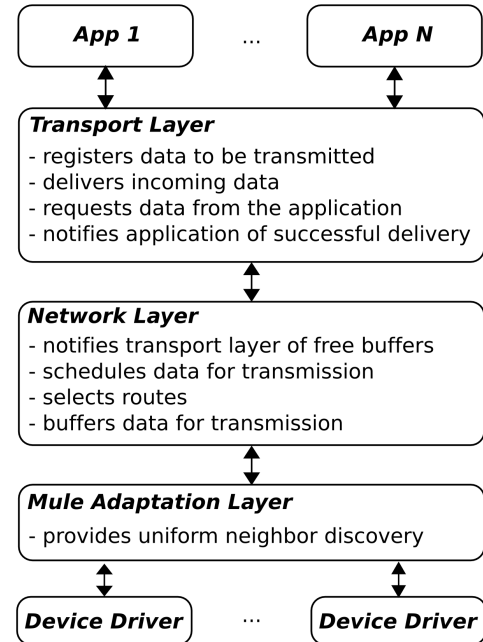 App 1 ... App N
Transport Layer
- registers data to be transmitted
- delivers incoming data
- requests data from the application
- notifies application of successful delivery
Network Layer
- notifies transport layer of free buffers
- schedules data for transmission
- selects routes
- buffers data for transmission
Mule Adaptation Layer
- provides uniform neighbor discovery
Device Driver ... Device Driver